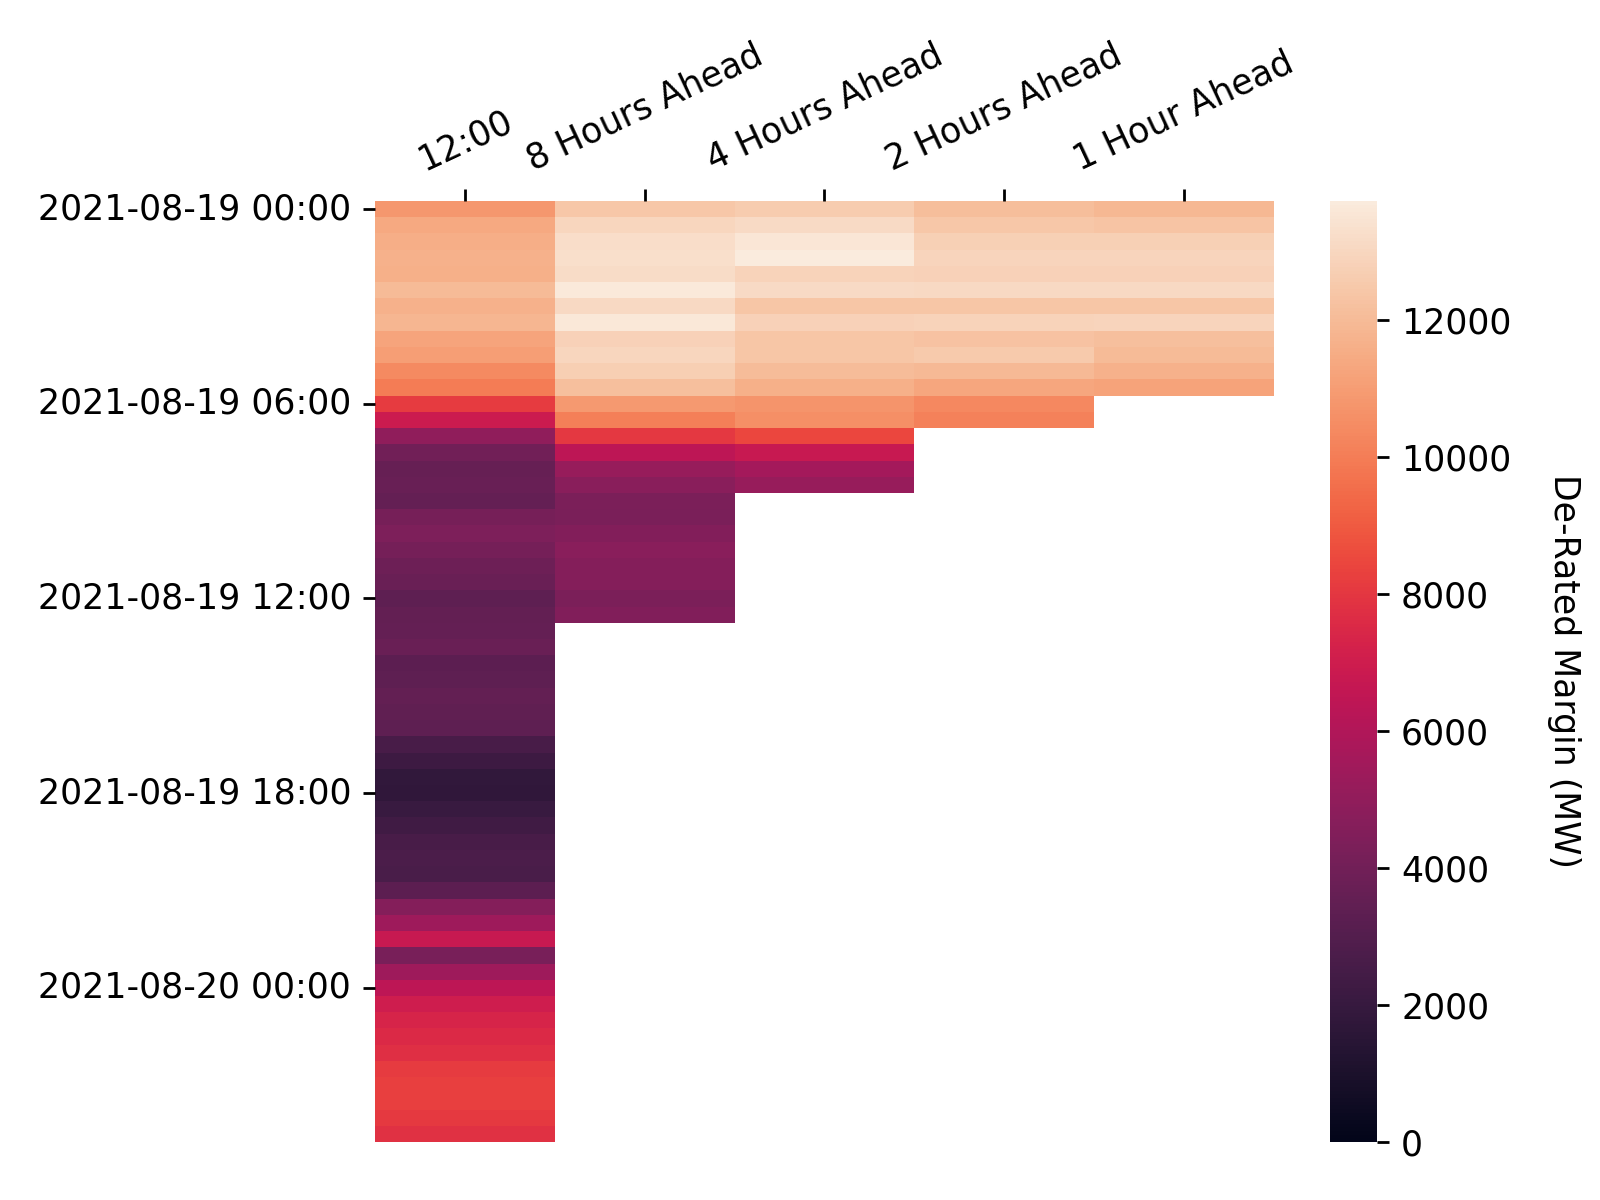 12:00
8 Hours Ahead
4 Hours Ahead
2 Hours Ahead
1 Hour Ahead
2021-08-19 00:00
2021-08-19 06:00
2021-08-19 12:00
2021-08-19 18:00
2021-08-20 00:00
12000
10000
8000
6000
4000
2000
0
De-Rated Margin (MW)